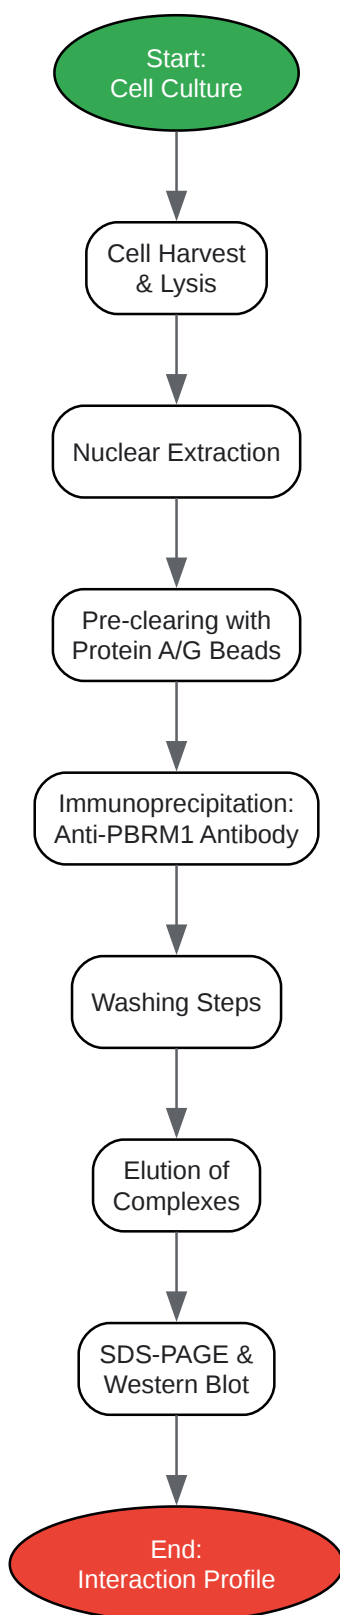 Start:
Cell Culture
Cell Harvest
& Lysis
Nuclear Extraction
Pre-clearing with
Protein A/G Beads
Immunoprecipitation:
Anti-PBRM1 Antibody
Washing Steps
Elution of
Complexes
SDS-PAGE &
Western Blot
End:
Interaction Profile